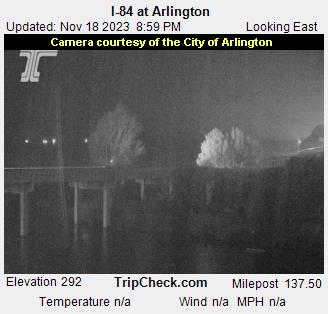 I-84 at Arlington
Updated: Nov 18 2023 8:59 PM Looking East
Camera courtesy of the City of Arlington
Elevation 292 TripCheck.com Milepost 137.50
Temperature n/a Wind n/a MPH n/a